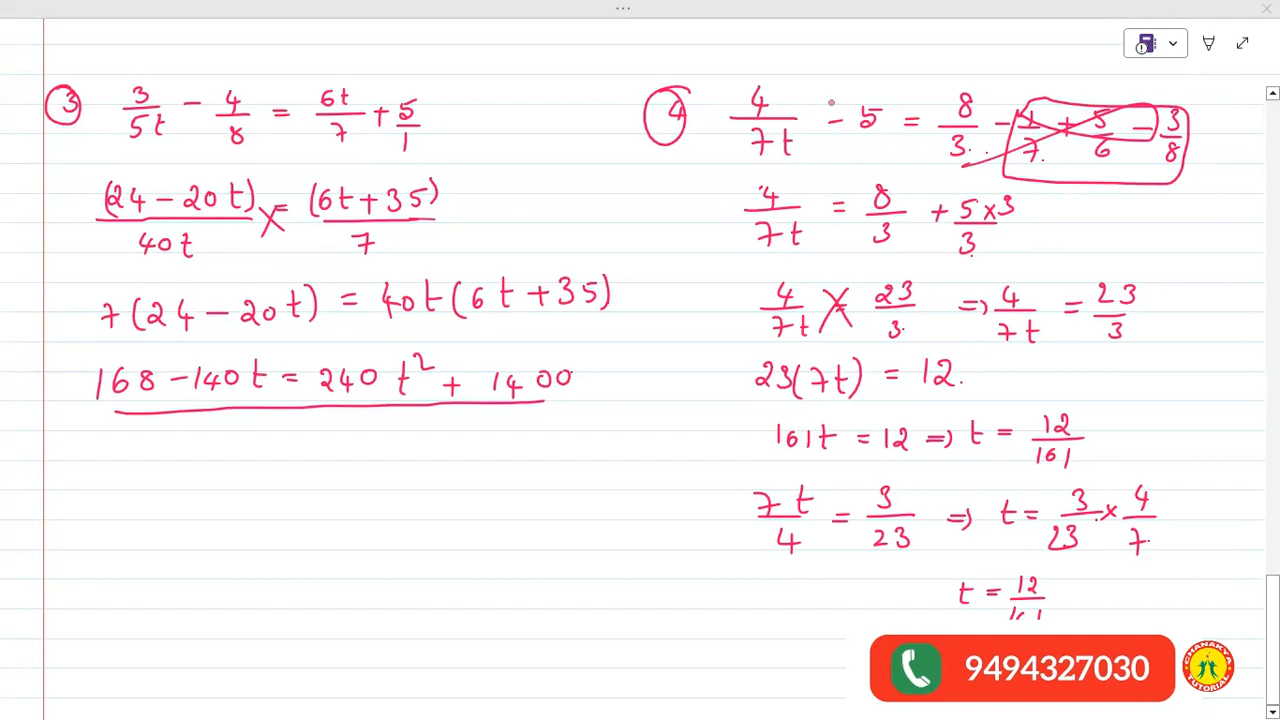 ③ 3/5t - 4/8 = 6t/7 + 5/1
(24 - 20t)/40t = (6t + 35)/7
7(24 - 20t) = 40t(6t + 35)
168 - 140t = 240t² + 1400
④ 4/7t - 5 = 8/3 - 1/7 + 5/6 - 3/8
4/7t = 8/3 + 5×3/3
4/7t = 23/3 ⇒ 4/7t = 23/3
23(7t) = 12.
161t = 12 ⇒ t = 12/161
7t/4 = 3/23 ⇒ t = 3/23 × 4/7
t = 12/161
9494327030
CHANAKYA
TUTORIAL